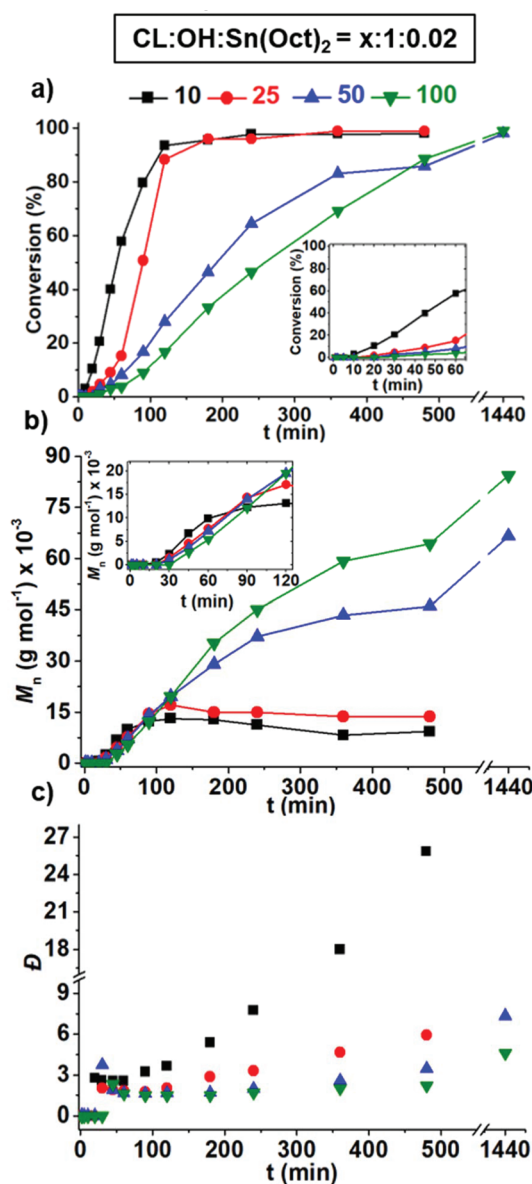 CL:OH:Sn(Oct)₂ = x:1:0.02
a)
10 25 50 100
100
80
60
40
20
0
Conversion (%)
100
80
60
40
20
0
Conversion (%)
0 10 20 30 40 50 60
t (min)
0 100 200 300 400 500 1440
t (min)
b)
90
75
60
45
30
15
0
Mn (g mol⁻¹) x 10⁻³
20
15
10
5
0
Mn (g mol⁻¹) x 10⁻³
0 30 60 90 120
t (min)
0 100 200 300 400 500 1440
t (min)
c)
27
24
21
18
9
6
3
0
Đ
0 100 200 300 400 500 1440
t (min)